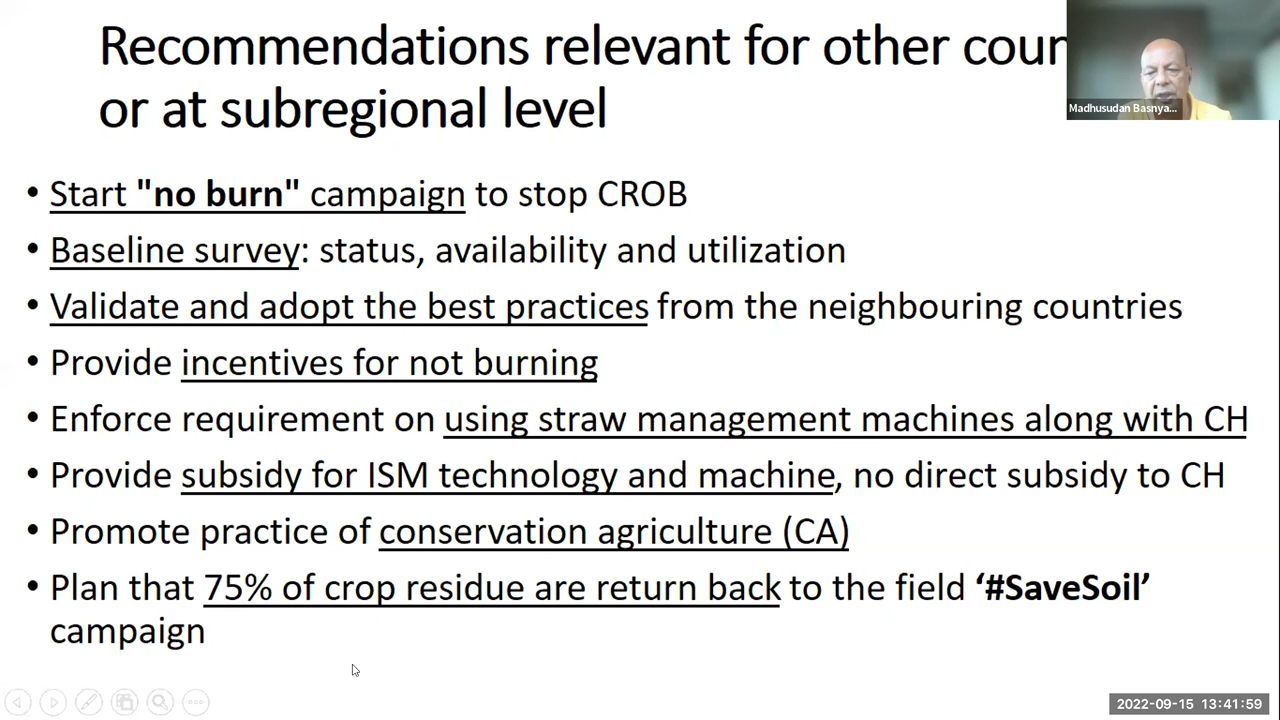 Recommendations relevant for other coun
or at subregional level
Madhusudan Basnya...
• Start "no burn" campaign to stop CROB
• Baseline survey: status, availability and utilization
• Validate and adopt the best practices from the neighbouring countries
• Provide incentives for not burning
• Enforce requirement on using straw management machines along with CH
• Provide subsidy for ISM technology and machine, no direct subsidy to CH
• Promote practice of conservation agriculture (CA)
• Plan that 75% of crop residue are return back to the field ‘#SaveSoil’
campaign
2022-09-15 13:41:59